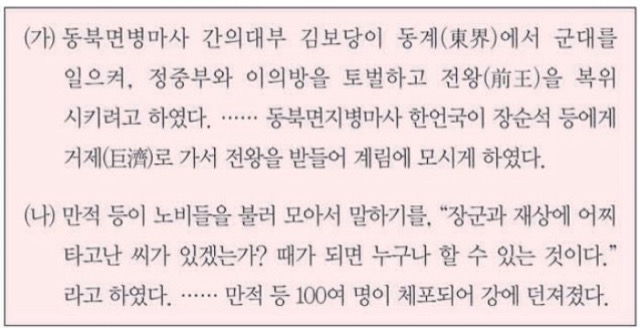 (가) 동북면병마사 간의대부 김보당이 동계(東界)에서 군대를
일으켜, 정중부와 이의방을 토벌하고 전왕(前王)을 복위
시키려고 하였다. …… 동북면지병마사 한언국이 장순석 등에게
거제(巨濟)로 가서 전왕을 받들어 계림에 모시게 하였다.
(나) 만적 등이 노비들을 불러 모아서 말하기를, “장군과 재상에 어찌
타고난 씨가 있겠는가? 때가 되면 누구나 할 수 있는 것이다.”
라고 하였다. …… 만적 등 100여 명이 체포되어 강에 던져졌다.